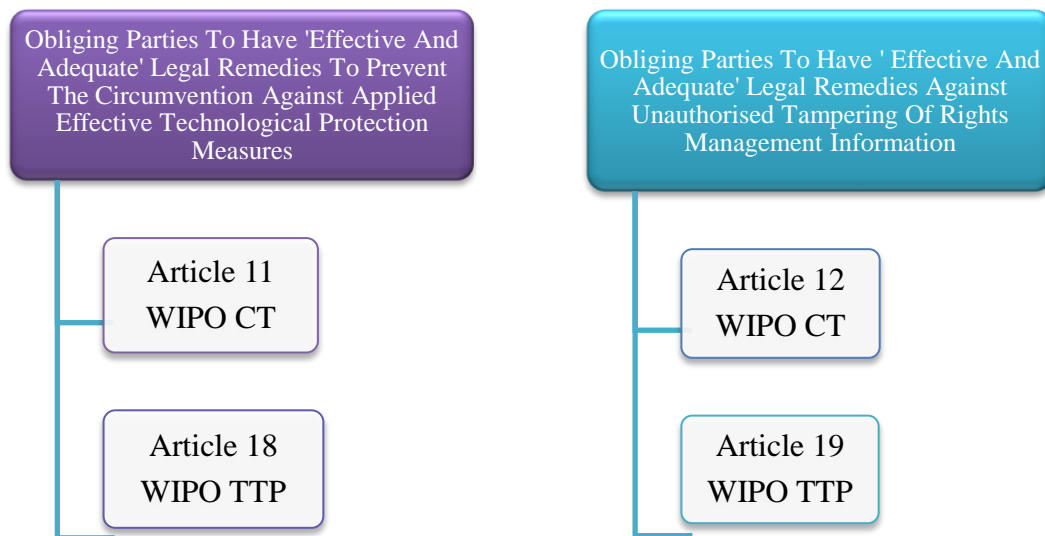 Obliging Parties To Have 'Effective And
Adequate' Legal Remedies To Prevent
The Circumvention Against Applied
Effective Technological Protection
Measures
Article 11
WIPO CT
Article 18
WIPO TTP
Obliging Parties To Have ' Effective And
Adequate' Legal Remedies Against
Unauthorised Tampering Of Rights
Management Information
Article 12
WIPO CT
Article 19
WIPO TTP